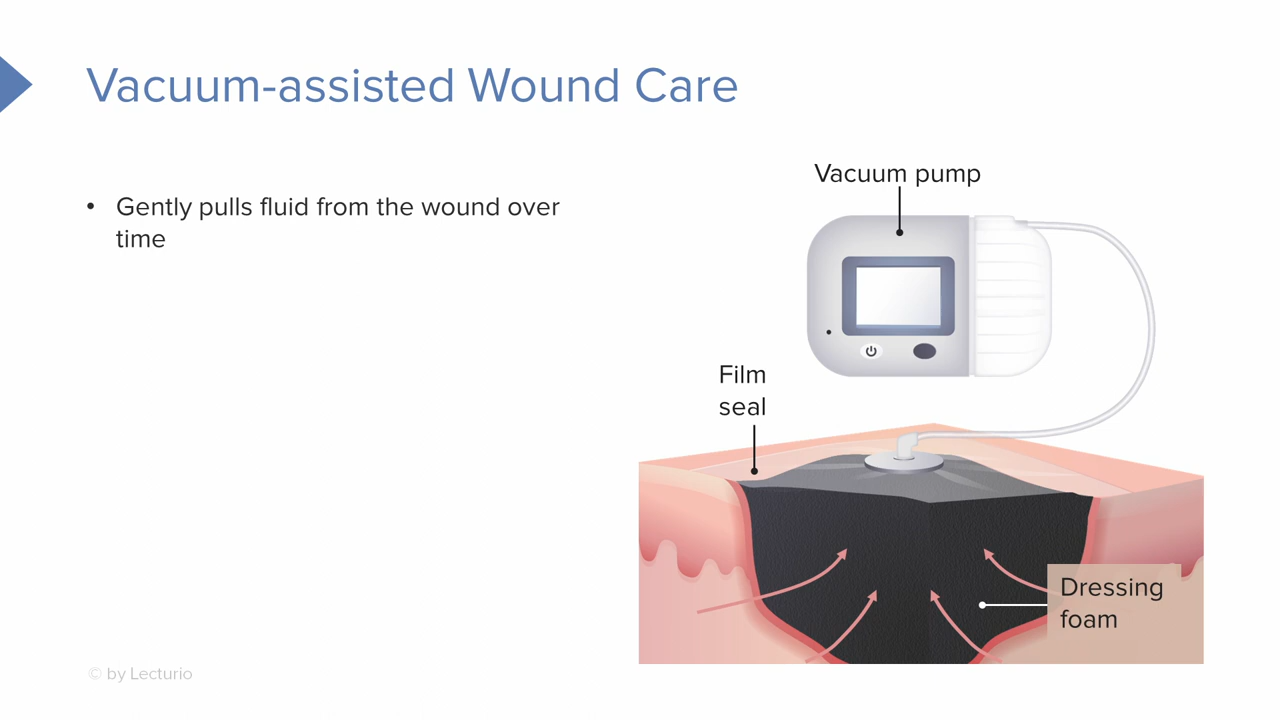 Vacuum-assisted Wound Care
• Gently pulls fluid from the wound over
time
Vacuum pump
Film
seal
Dressing
foam
© by Lecturio